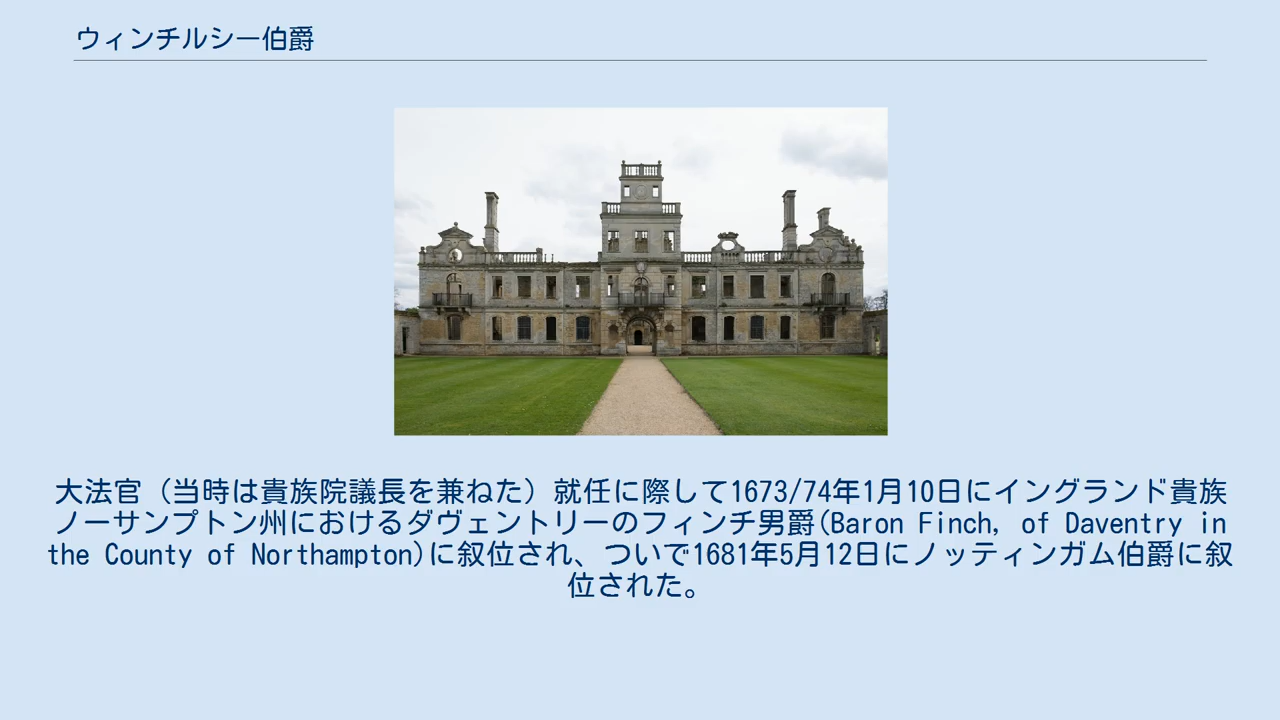 ウィンチルシー伯爵
大法官（当時は貴族院議長を兼ねた）就任に際して1673/74年1月10日にイングランド貴族
ノーサンプトン州におけるダヴェントリーのフィンチ男爵(Baron Finch, of Daventry in
the County of Northampton)に叙位され、ついで1681年5月12日にノッティンガム伯爵に叙
位された。